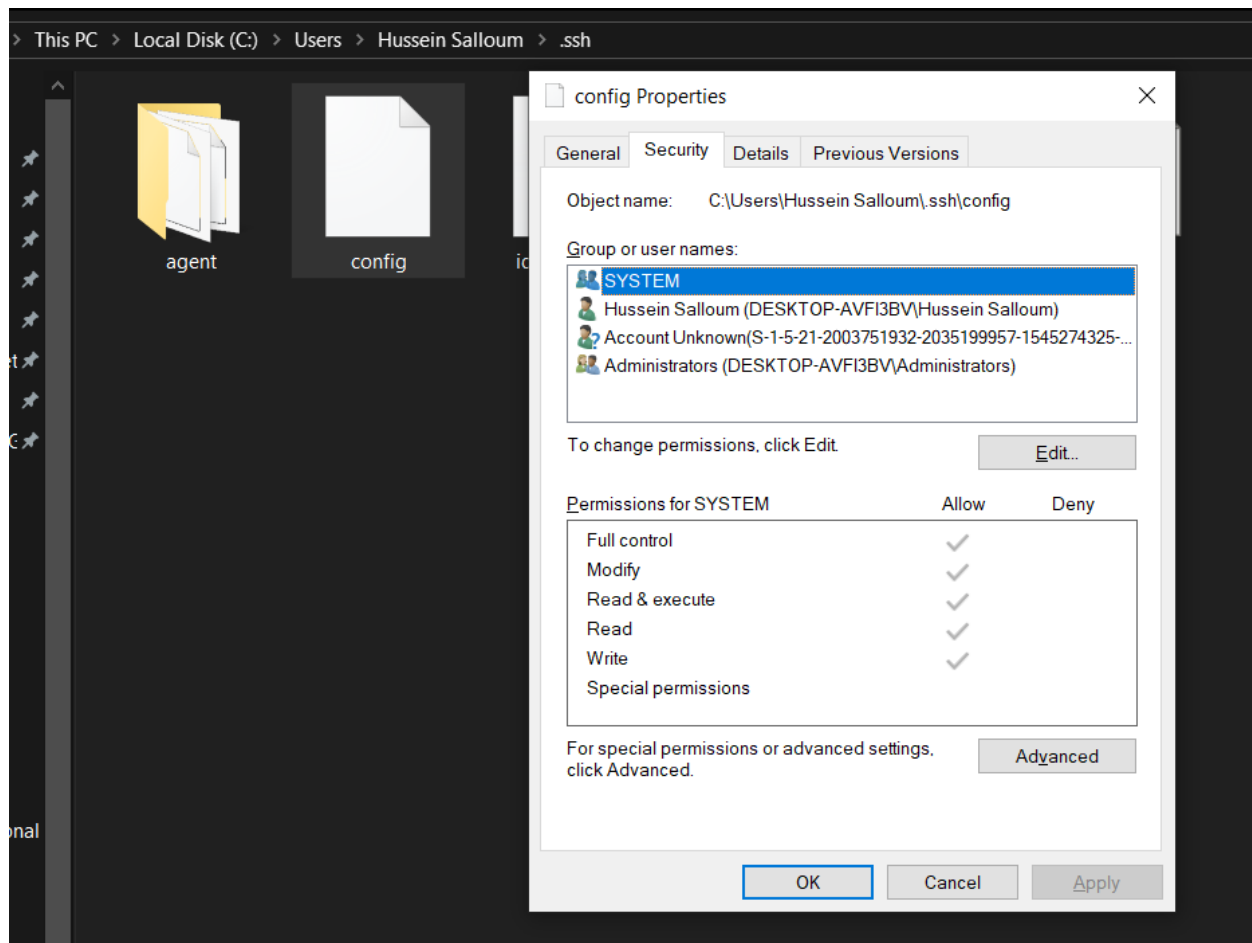 > This PC > Local Disk (C:) > Users > Hussein Salloum > .ssh
agent
config
config Properties
General Security Details Previous Versions
Object name: C:\Users\Hussein Salloum\.ssh\config
Group or user names:
SYSTEM
Hussein Salloum (DESKTOP-AVFI3BV\Hussein Salloum)
Account Unknown(S-1-5-21-2003751932-2035199957-1545274325-...
Administrators (DESKTOP-AVFI3BV\Administrators)
To change permissions, click Edit.
Edit...
Permissions for SYSTEM Allow Deny
Full control
Modify
Read & execute
Read
Write
Special permissions
For special permissions or advanced settings,
click Advanced.
Advanced
onal
OK Cancel Apply